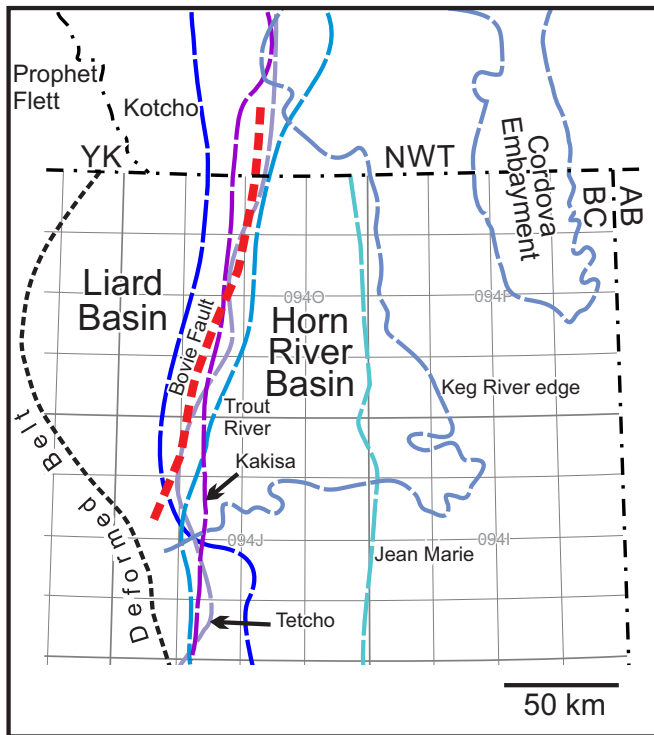 Prophet
Flett
Kotcho
YK
NWT
Cordova
Embayment
BC
AB
Liard
Basin
094O
094P
Bovie Fault
Horn
River
Basin
Keg River edge
Trout
River
Kakisa
Deformed Belt
094J
Jean Marie
094I
Tetcho
50 km